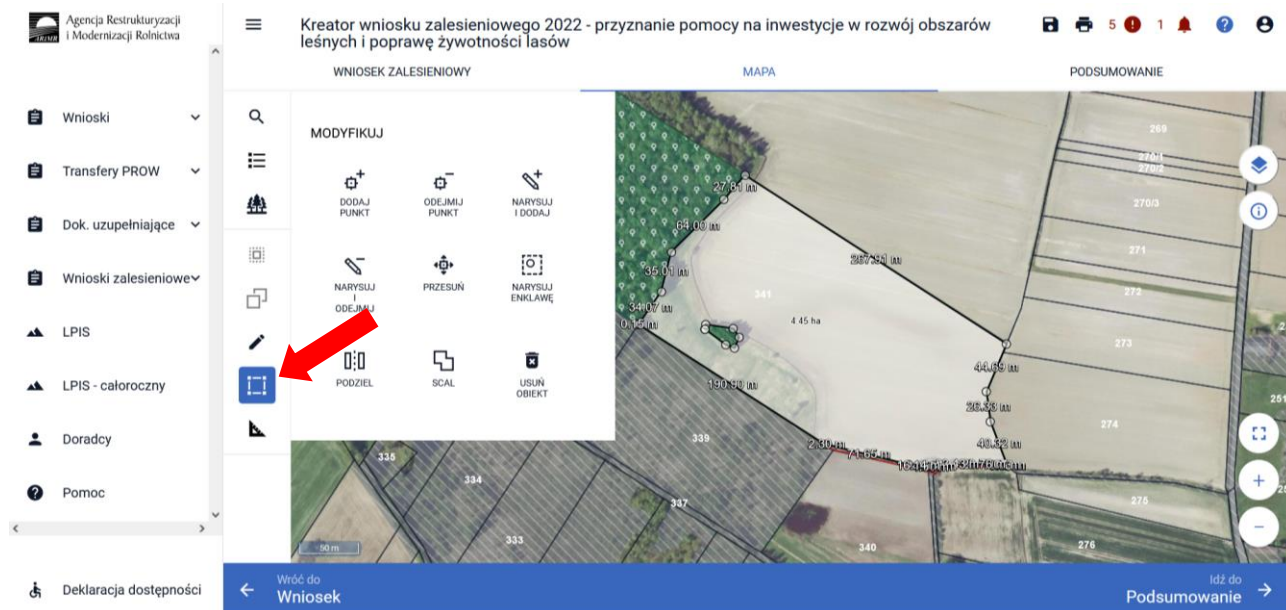 Agencja Restrukturyzacji
i Modernizacji Rolnictwa
ARiMR
Kreator wniosku zalesieniowego 2022 - przyznanie pomocy na inwestycje w rozwój obszarów
leśnych i poprawę żywotności lasów
5
1
WNIOSEK ZALESIENIOWY
MAPA
PODSUMOWANIE
Wnioski
Transfery PROW
Dok. uzupełniające
Wnioski zalesieniowe
LPIS
LPIS - całoroczny
Doradcy
Pomoc
Deklaracja dostępności
MODYFIKUJ
DODAJ
PUNKT
ODEJMIJ
PUNKT
NARYSUJ
I DODAJ
NARYSUJ
I
ODEJMIJ
PRZESUŃ
NARYSUJ
ENKLAWĘ
PODZIEL
SCAL
USUŃ
OBIEKT
27.81 m
64.00 m
35.01 m
34.07 m
0.15 m
267.91 m
341
4.45 ha
190.90 m
44.69 m
26.33 m
40.32 m
2.30 m
71.65 m
269
270/1
270/2
270/3
271
272
273
274
275
276
251
339
335
334
337
333
340
50 m
Wróć do
Wniosek
Idź do
Podsumowanie